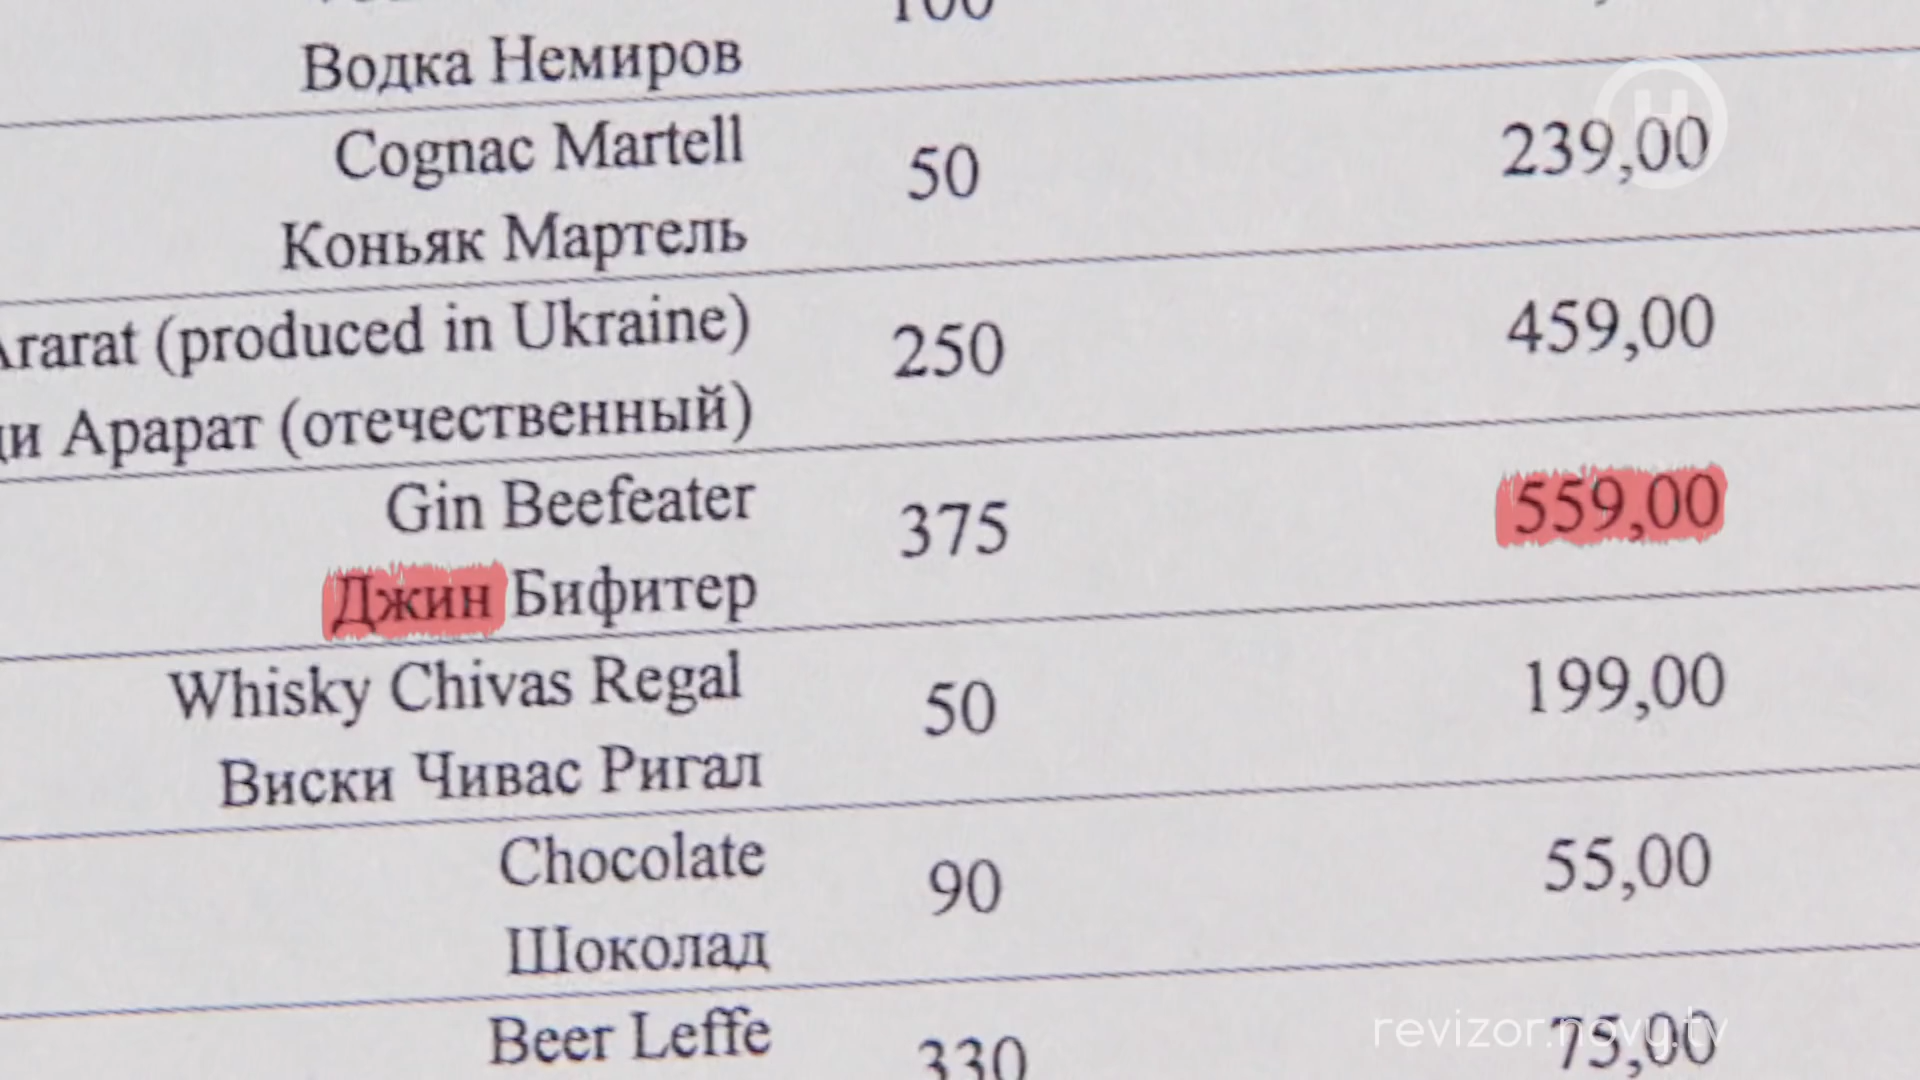 100
Водка Немиров
Cognac Martell
50
239,00
Коньяк Мартель
Ararat (produced in Ukraine)
250
459,00
Арарат (отечественный)
Gin Beefeater
375
559,00
Джин Бифитер
Whisky Chivas Regal
50
199,00
Виски Чивас Ригал
Chocolate
90
55,00
Шоколад
Beer Leffe
330
75,00
revizor.novy.tv